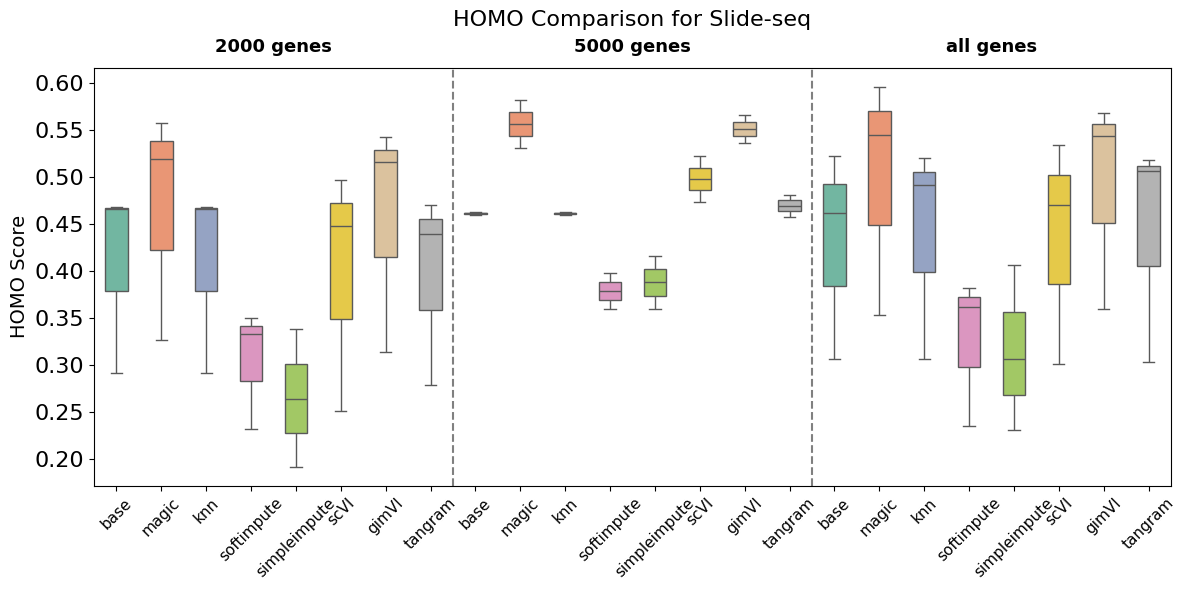 HOMO Comparison for Slide-seq
2000 genes 5000 genes all genes
HOMO Score
0.60
0.55
0.50
0.45
0.40
0.35
0.30
0.25
0.20
base magic knn softimpute simpleimpute scVI gimVI tangram base magic knn softimpute simpleimpute scVI gimVI tangram base magic knn softimpute simpleimpute scVI gimVI tangram